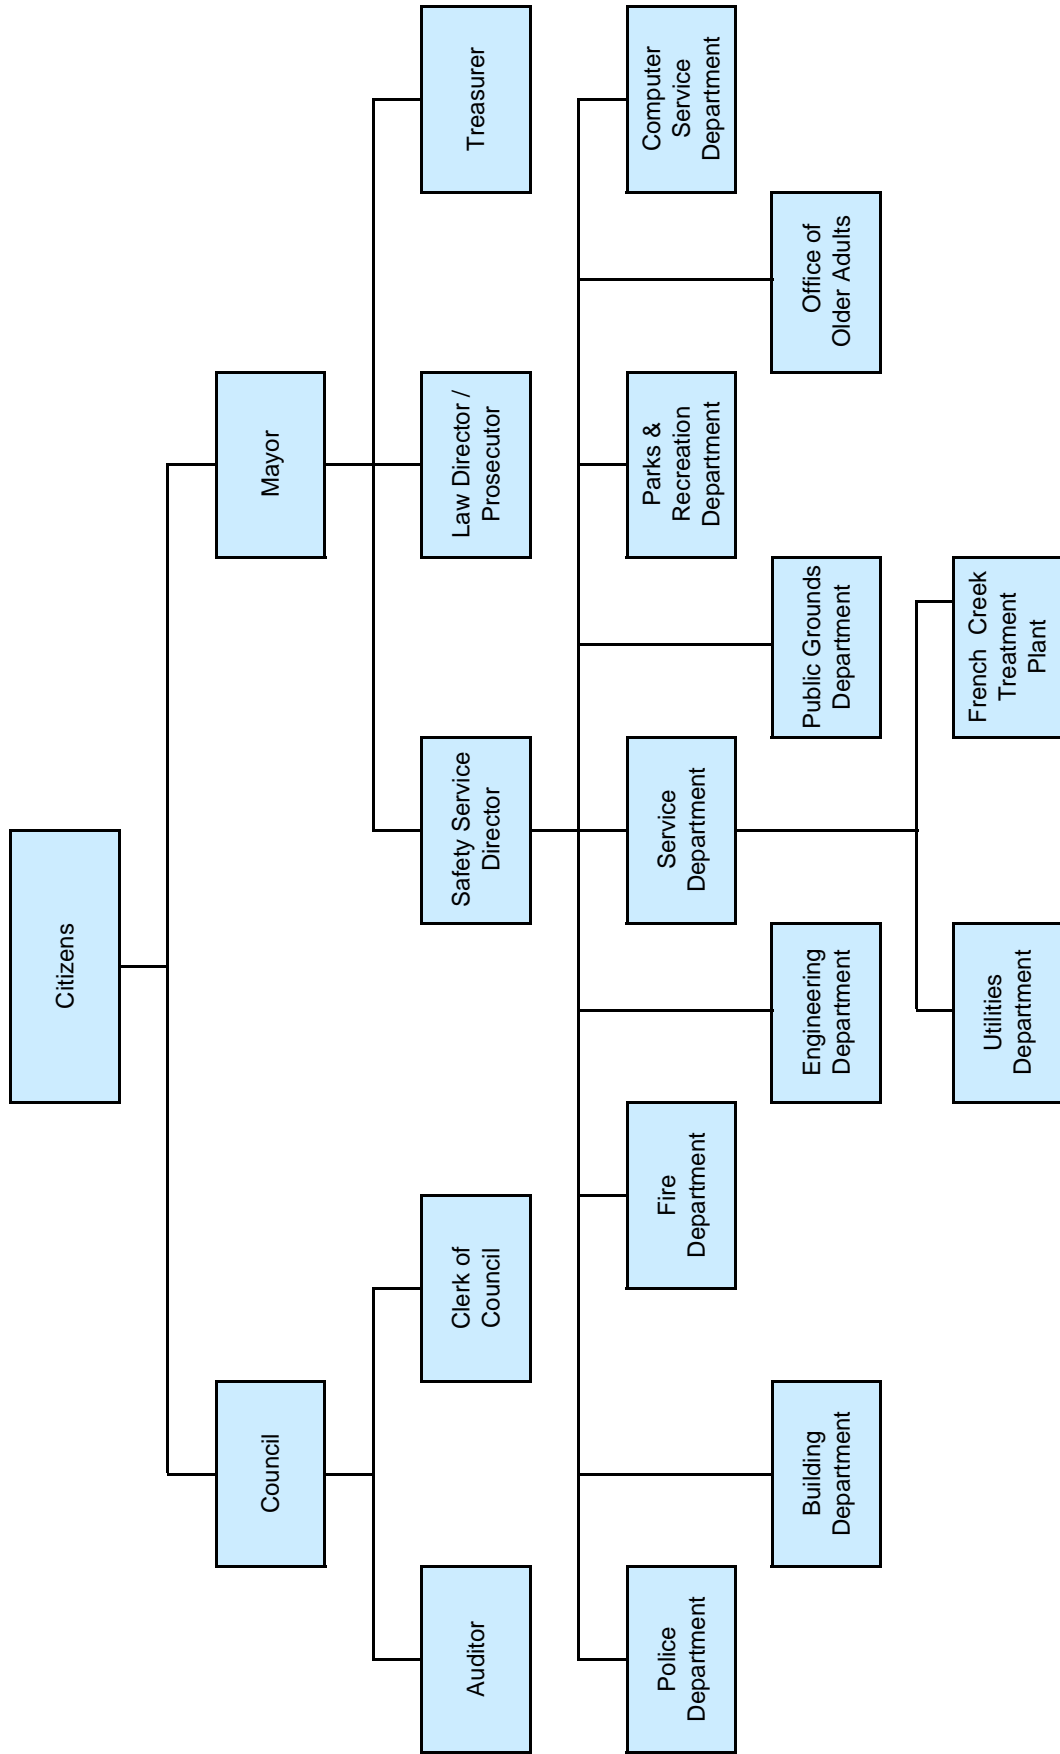 Citizens
Council
Mayor
Auditor
Clerk of
Council
Safety Service
Director
Law Director /
Prosecutor
Treasurer
Police
Department
Fire
Department
Service
Department
Parks &
Recreation
Department
Computer
Service
Department
Building
Department
Engineering
Department
Public Grounds
Department
Office of
Older Adults
Utilities
Department
French Creek
Treatment
Plant